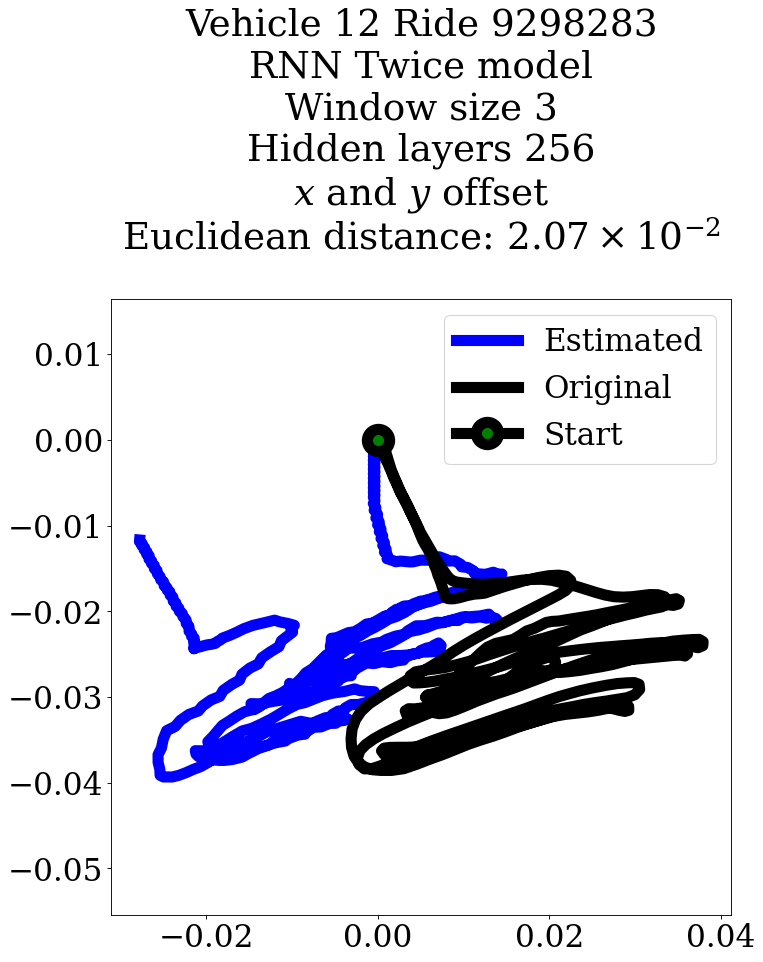 Vehicle 12 Ride 9298283
RNN Twice model
Window size 3
Hidden layers 256
x and y offset
Euclidean distance: 2.07 × 10⁻²
Estimated
Original
Start
0.01
0.00
−0.01
−0.02
−0.03
−0.04
−0.05
−0.02 0.00 0.02 0.04